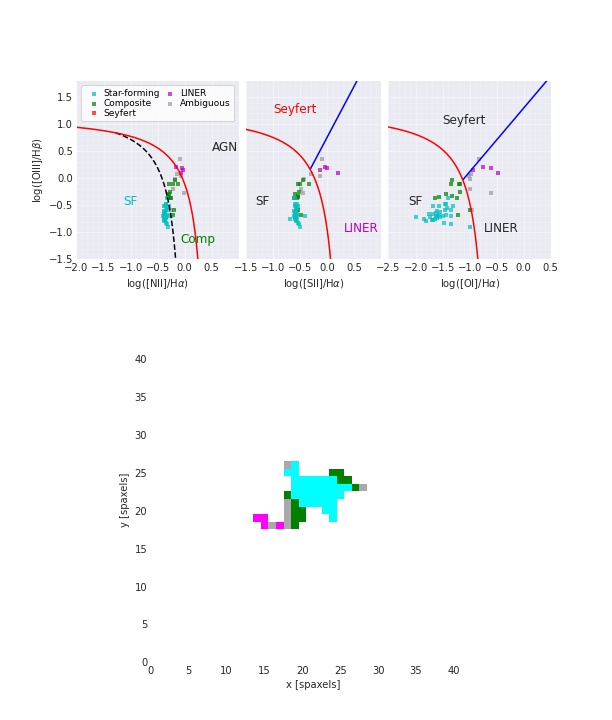 Star-forming LINER
Composite Ambiguous
Seyfert
AGN
SF
Comp
1.5
1.0
0.5
0.0
−0.5
−1.0
−1.5
log([OIII]/Hβ)
−2.0 −1.5 −1.0 −0.5 0.0 0.5
log([NII]/Hα)
Seyfert
SF
LINER
−1.5 −1.0 −0.5 0.0 0.5
log([SII]/Hα)
Seyfert
SF
LINER
−2.5 −2.0 −1.5 −1.0 −0.5 0.0 0.5
log([OI]/Hα)
40
35
30
25
20
15
10
5
0
y [spaxels]
0 5 10 15 20 25 30 35 40
x [spaxels]